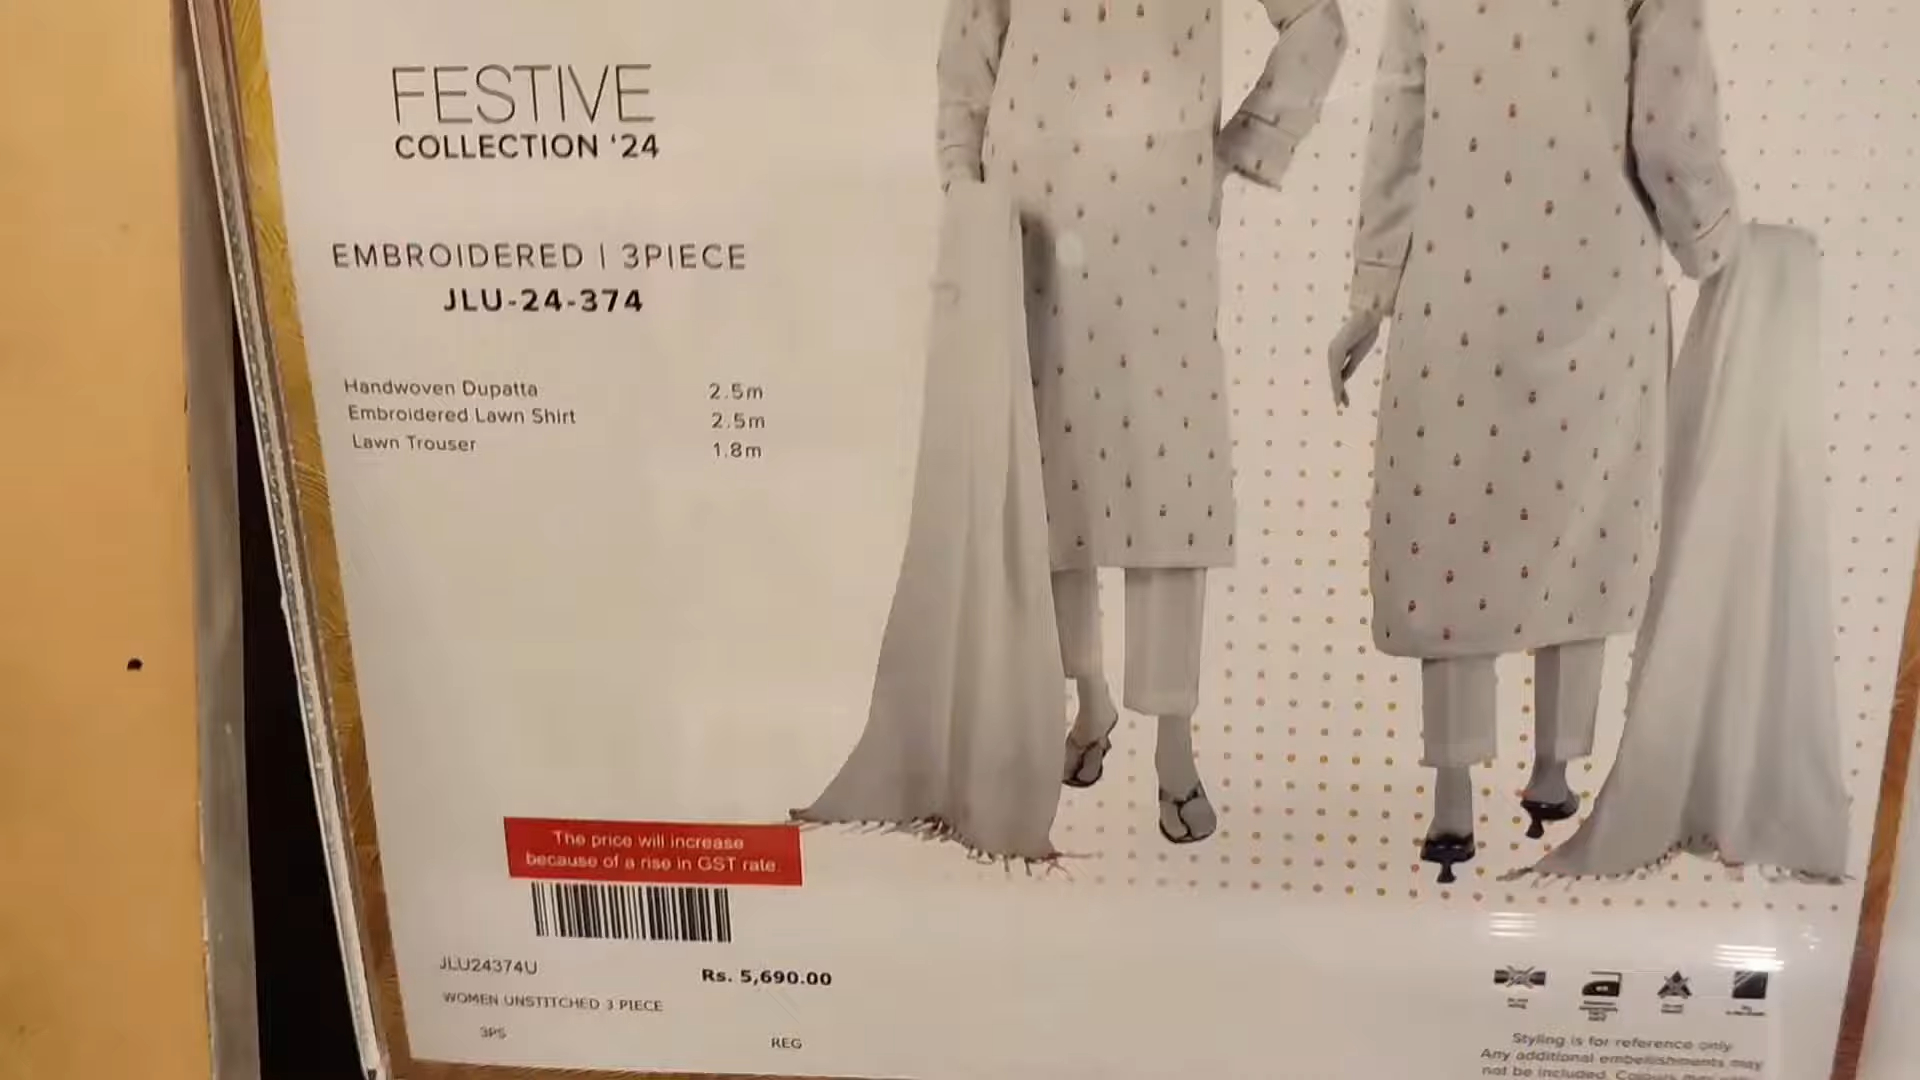 FESTIVE
COLLECTION '24
EMBROIDERED | 3PIECE
JLU-24-374
Handwoven Dupatta 2.5m
Embroidered Lawn Shirt 2.5m
Lawn Trouser 1.8m
The price will increase
because of a rise in GST rate
JLU24374U
Rs. 5,690.00
WOMEN UNSTITCHED 3 PIECE
3PS
REG
Styling is for reference only
Any additional embellishments may
not be included. Colours may